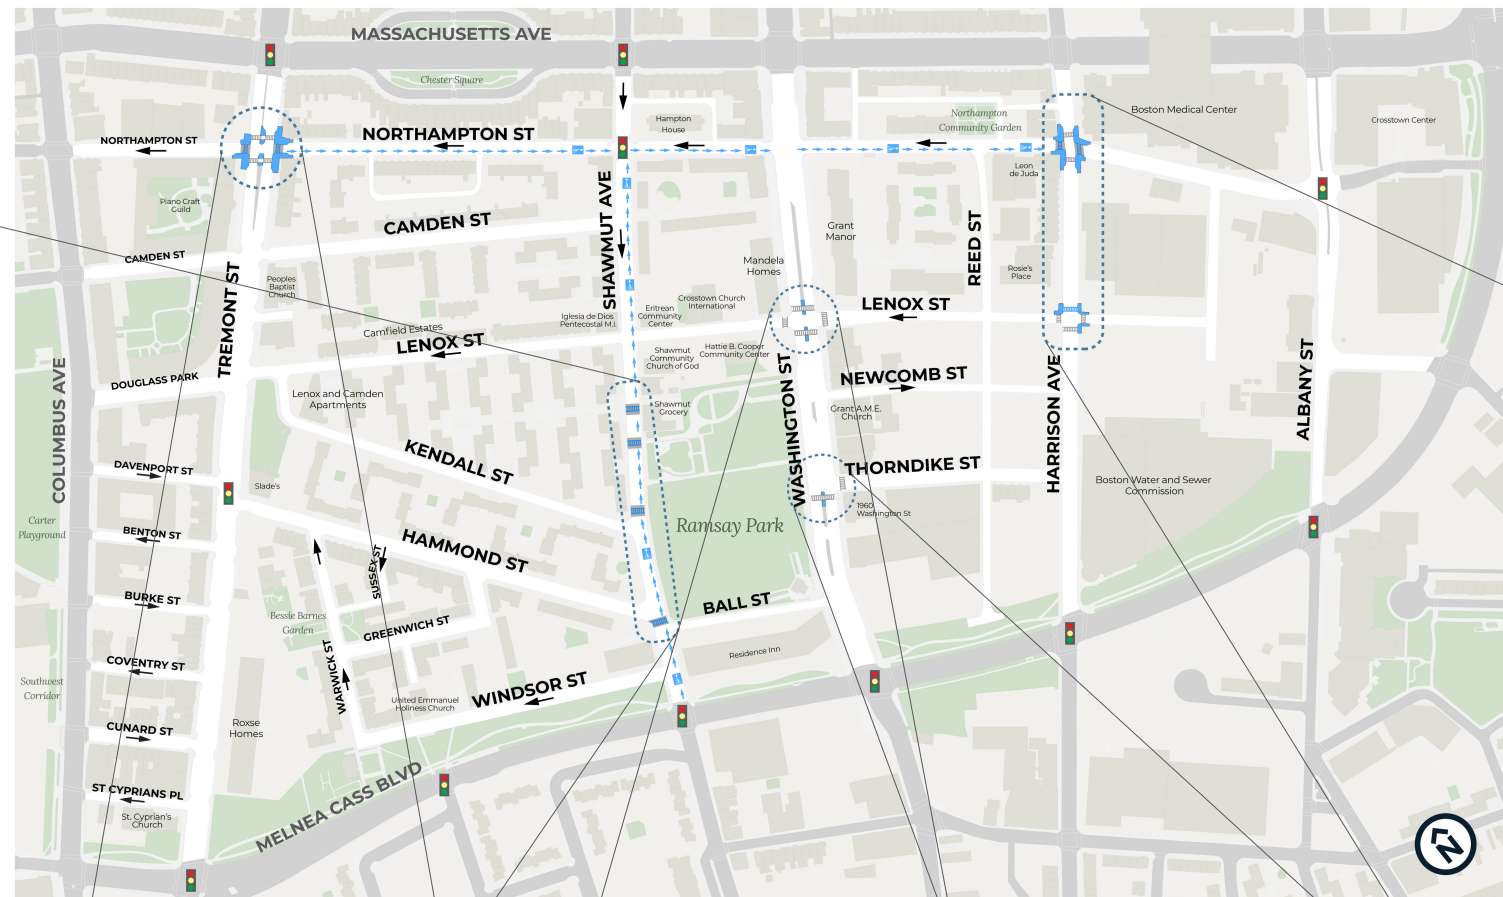 MASSACHUSETTS AVE
Chester Square
Boston Medical Center
Crosstown Center
Northampton
Community Garden
Hampton
House
NORTHAMPTON ST
NORTHAMPTON ST
Leon
de Juda
Piano Craft
Guild
SHAWMUT AVE
CAMDEN ST
CAMDEN ST
Grant
Manor
REED ST
Mandela
Homes
Rosie's
Place
Peoples
Baptist
Church
TREMONT ST
Crosstown Church
International
Eritrean
Community
Center
Iglesia de Dios
Pentecostal M.I.
LENOX ST
Camfield Estates
LENOX ST
Hattie B. Cooper
Community Center
Shawmut
Community
Church of God
WASHINGTON ST
NEWCOMB ST
HARRISON AVE
ALBANY ST
DOUGLASS PARK
COLUMBUS AVE
Lenox and Camden
Apartments
Shawmut
Grocery
Grant A.M.E.
Church
KENDALL ST
THORNDIKE ST
DAVENPORT ST
Slade's
Boston Water and Sewer
Commission
1960
Washington St
Carter
Playground
Ramsay Park
BENTON ST
HAMMOND ST
SUSSEX ST
BURKE ST
BALL ST
Bessie Barnes
Garden
GREENWICH ST
WARWICK ST
Residence Inn
COVENTRY ST
Southwest
Corridor
WINDSOR ST
United Emmanuel
Holiness Church
CUNARD ST
Roxse
Homes
ST CYPRIANS PL
St. Cyprian's
Church
MELNEA CASS BLVD
N